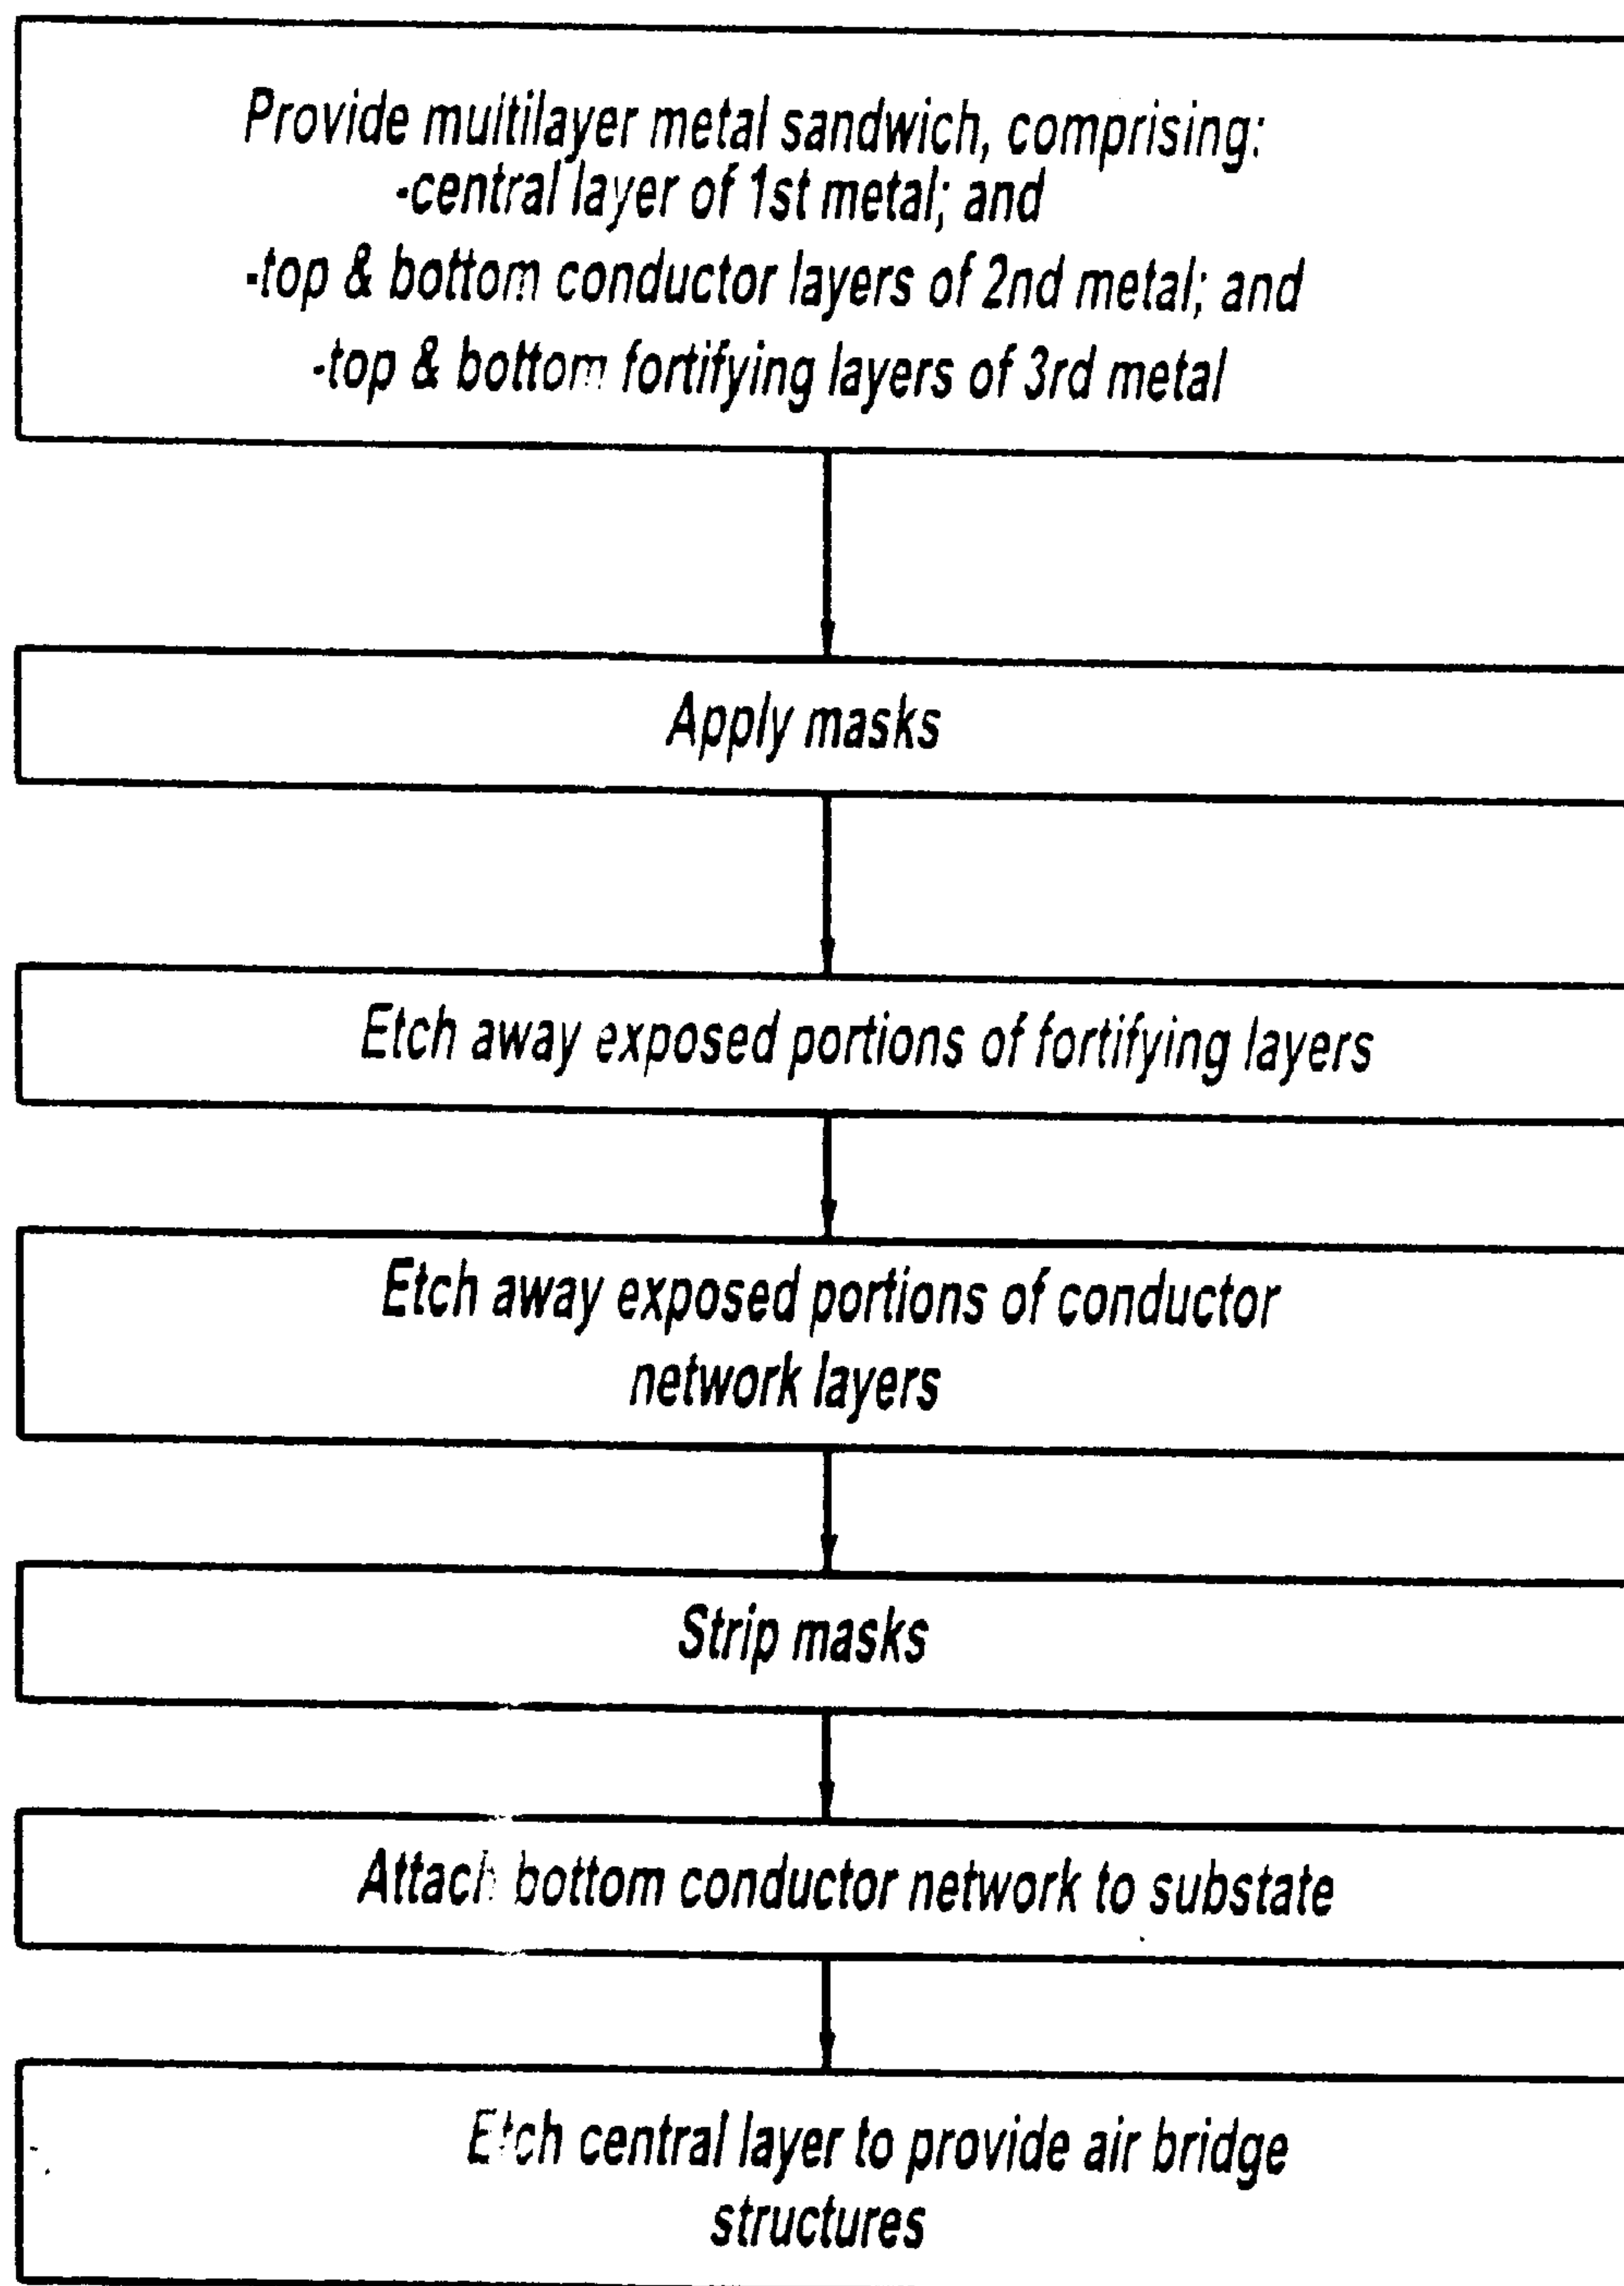 Provide multilayer metal sandwich, comprising:
-central layer of 1st metal; and
-top & bottom conductor layers of 2nd metal; and
-top & bottom fortifying layers of 3rd metal
Apply masks
Etch away exposed portions of fortifying layers
Etch away exposed portions of conductor
network layers
Strip masks
Attach bottom conductor network to substate
Etch central layer to provide air bridge
structures